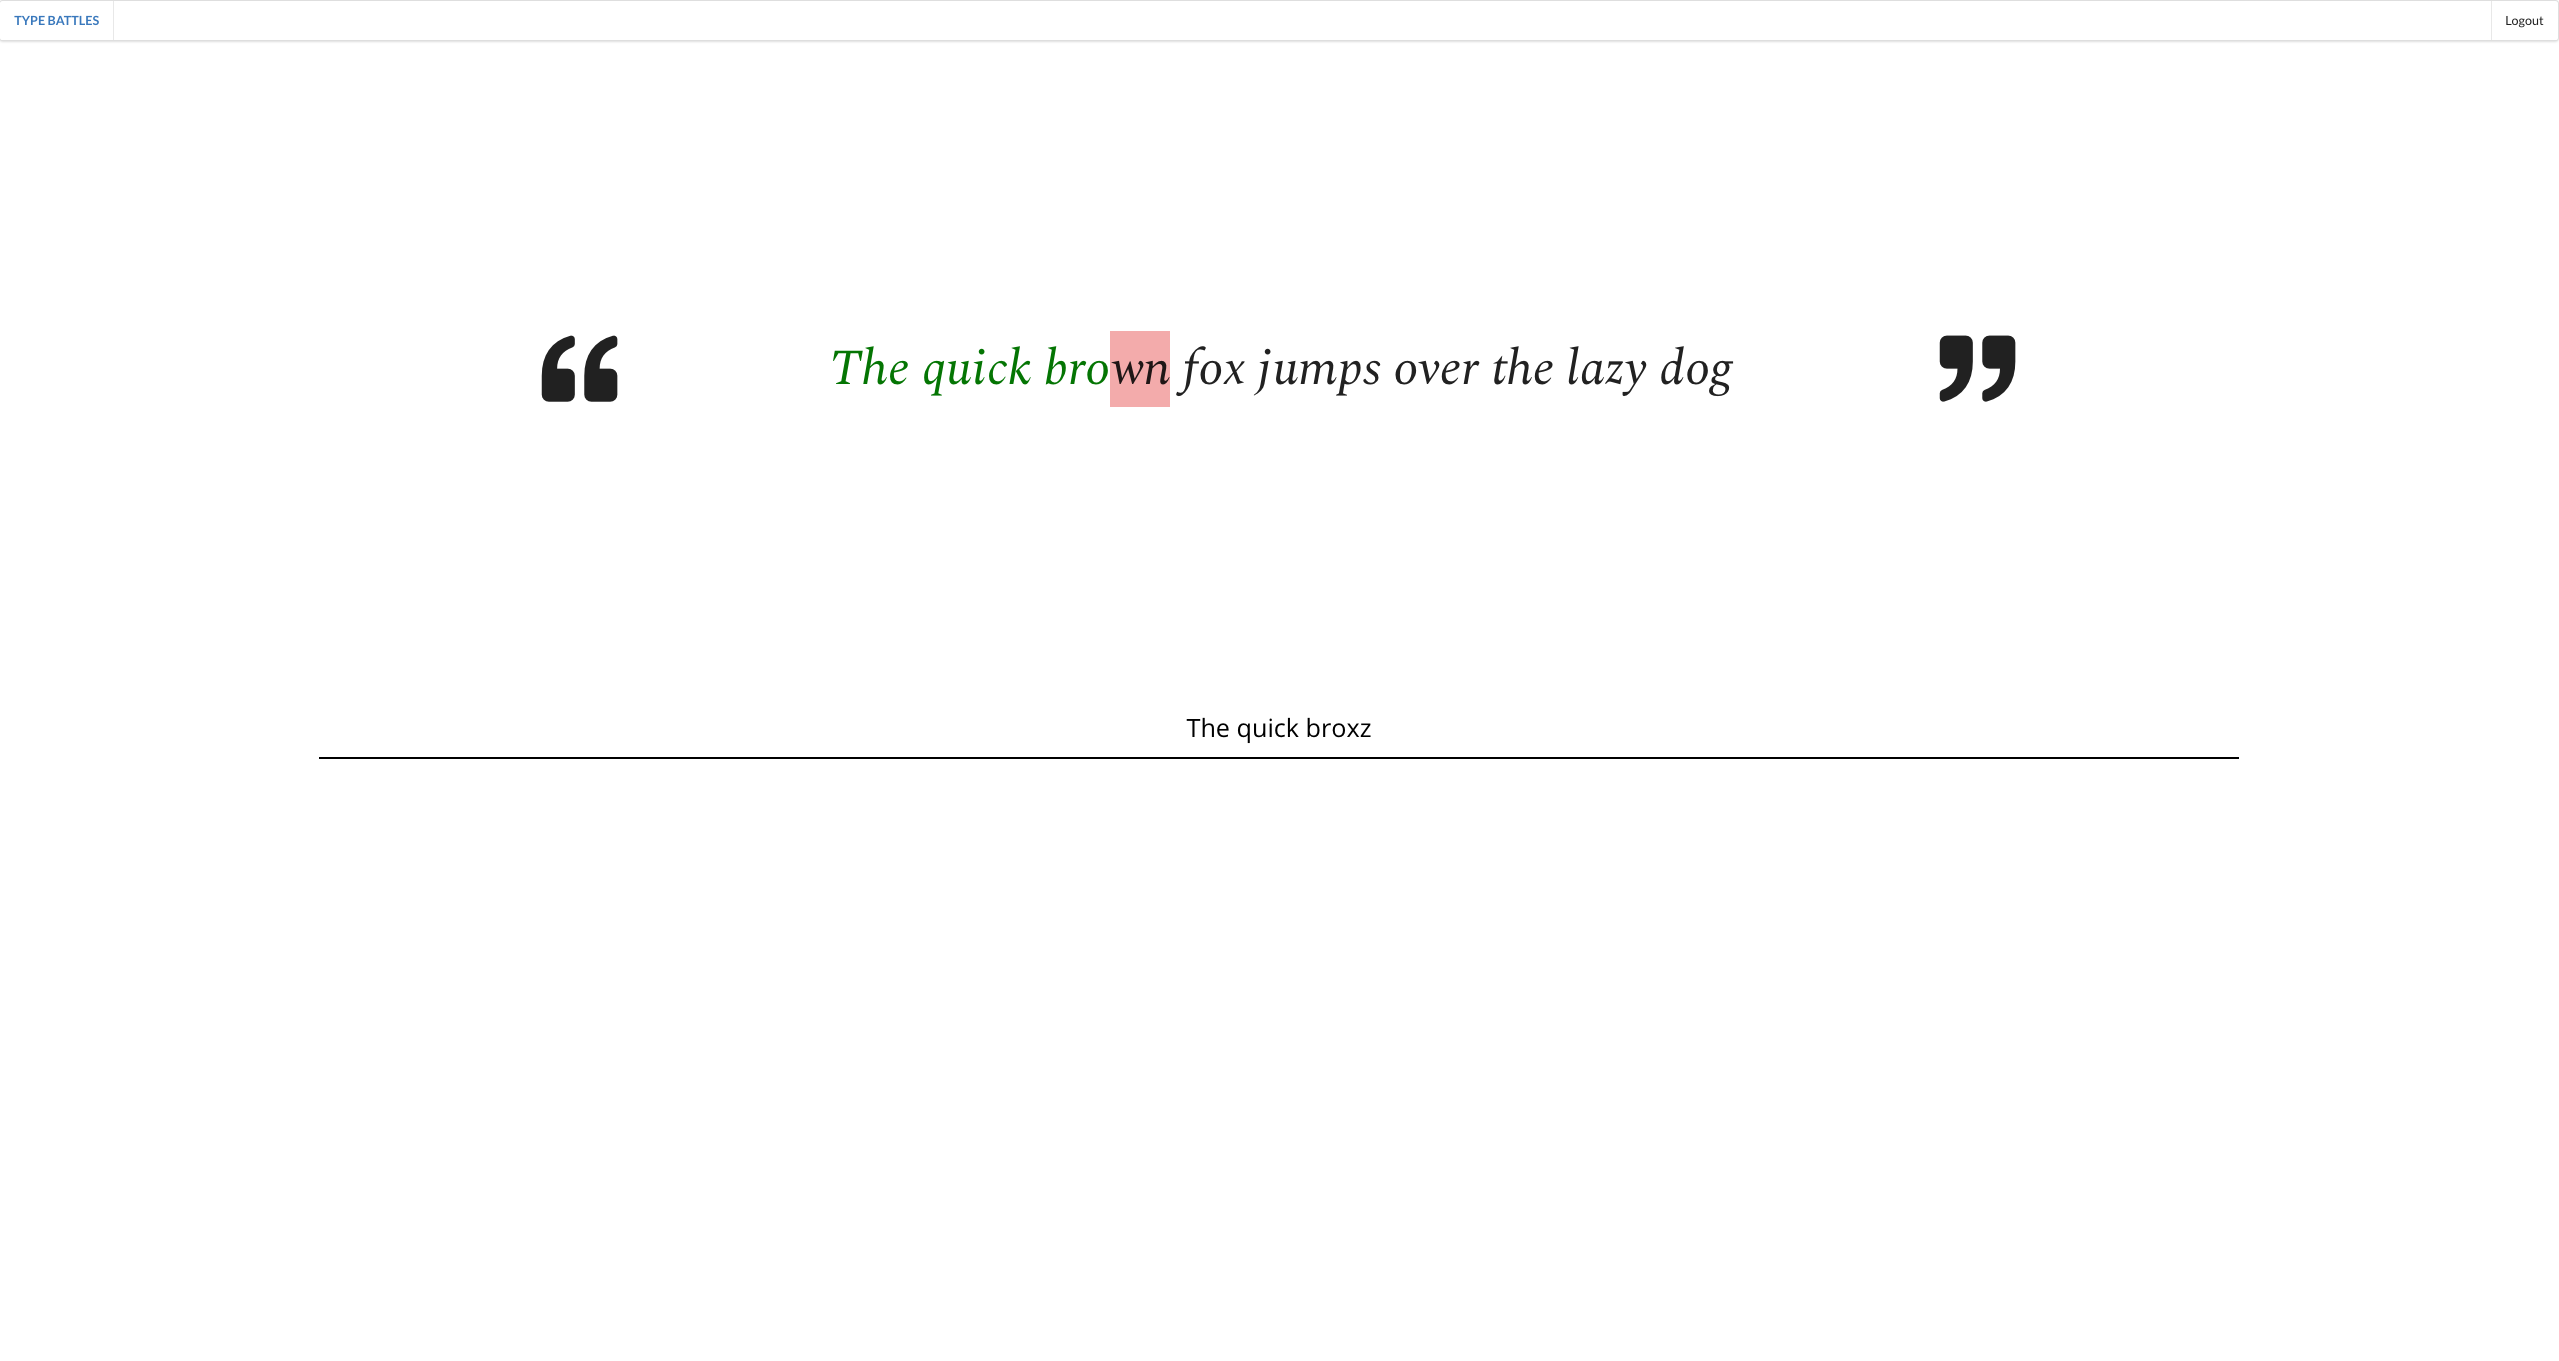 TYPE BATTLES
Logout
“ The quick brown fox jumps over the lazy dog ”
The quick broxz